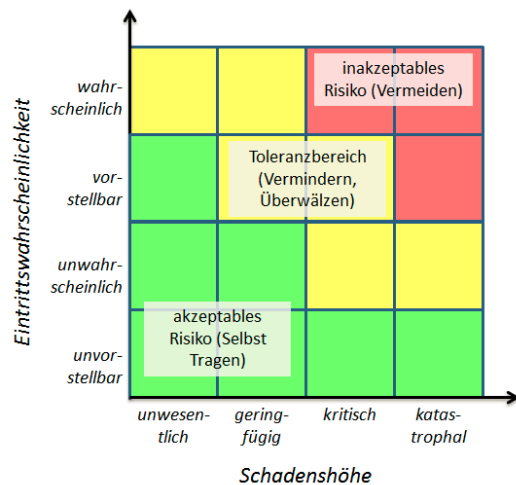 Eintrittswahrscheinlichkeit
wahr-
scheinlich
inakzeptables
Risiko (Vermeiden)
vor-
stellbar
Toleranzbereich
(Vermindern,
Überwälzen)
unwahr-
scheinlich
akzeptables
Risiko (Selbst
Tragen)
unvor-
stellbar
unwesent-
tlich
gering-
fügig
kritisch
katas-
trophal
Schadenshöhe